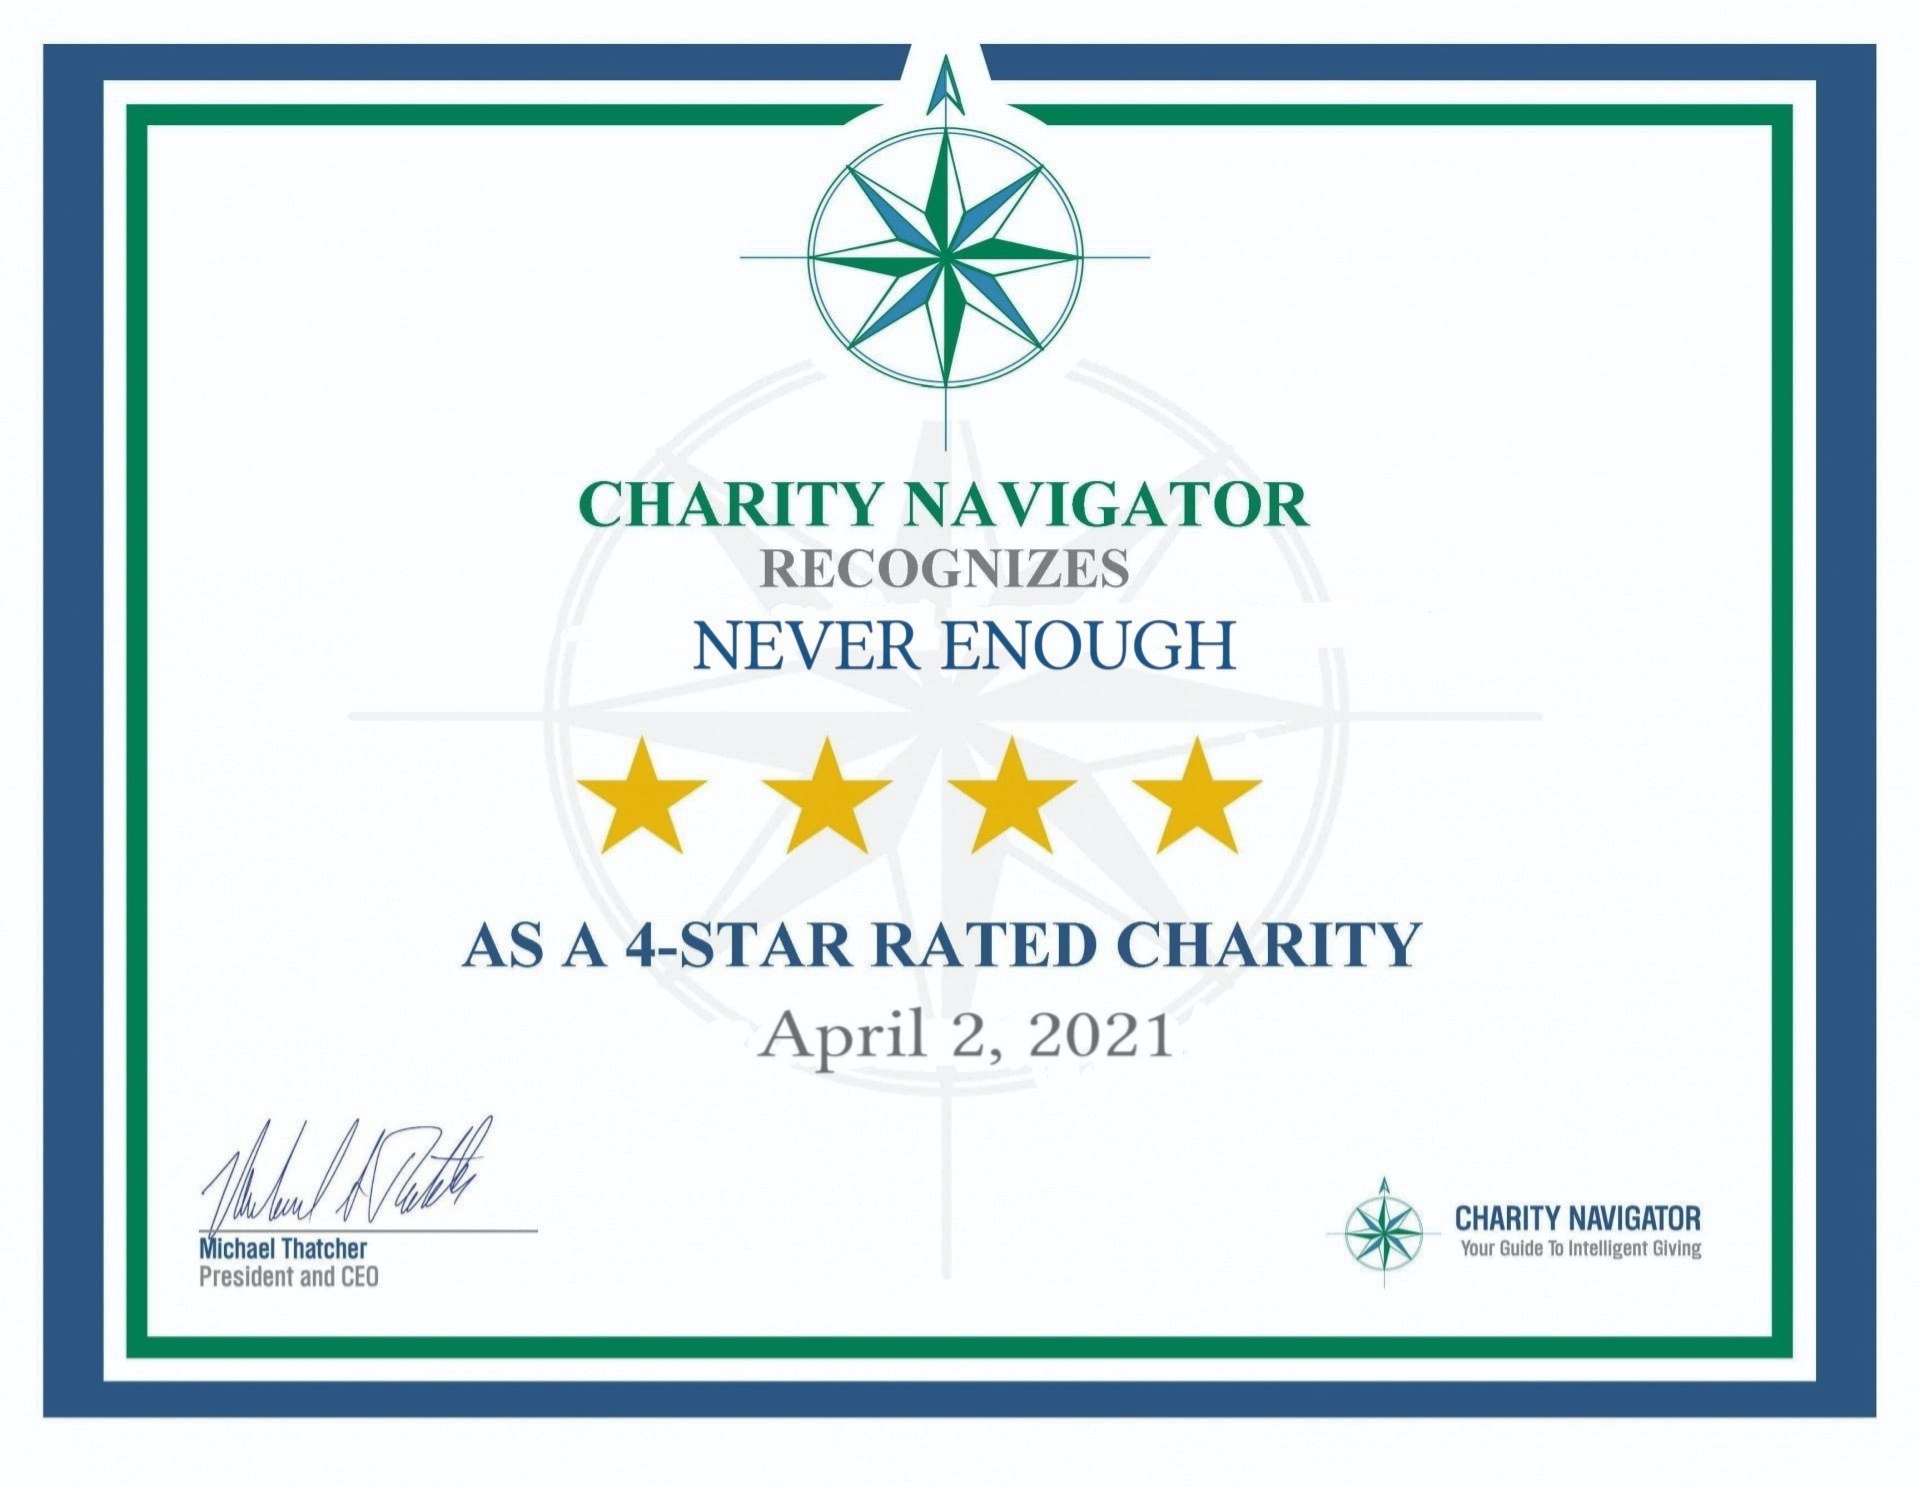 CHARITY NAVIGATOR
RECOGNIZES
NEVER ENOUGH
AS A 4-STAR RATED CHARITY
April 2, 2021
Michael Thatcher
President and CEO
CHARITY NAVIGATOR
Your Guide To Intelligent Giving